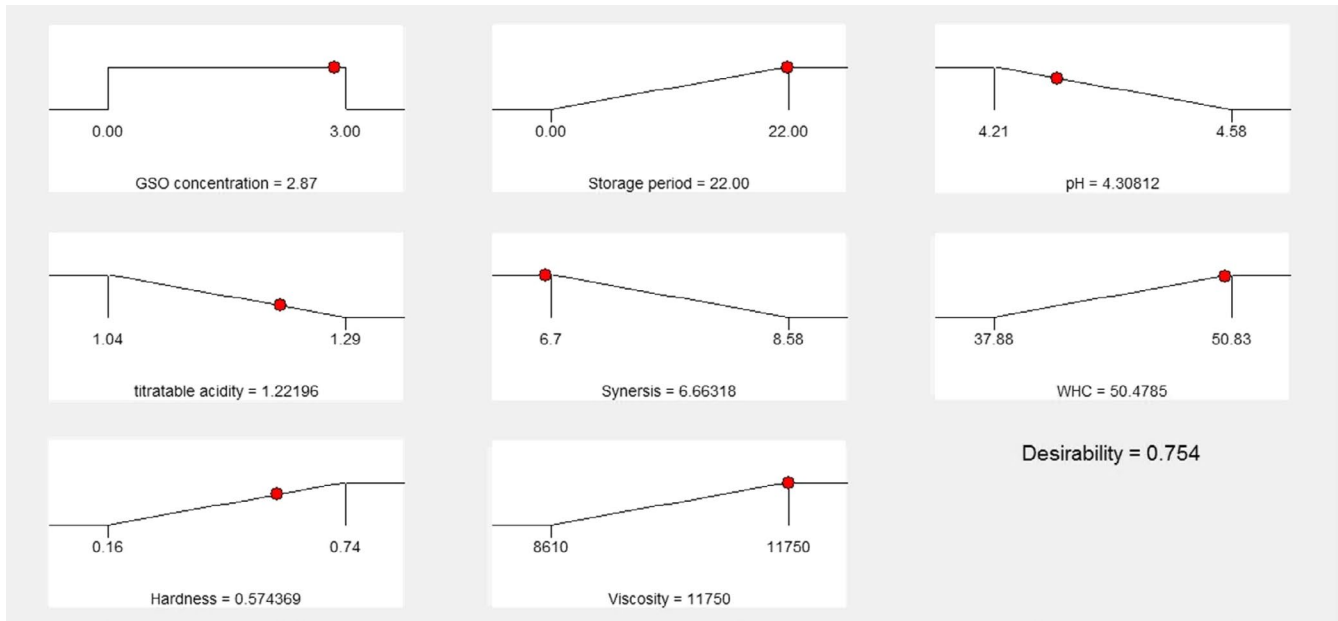 0.00 3.00
GSO concentration = 2.87
0.00 22.00
Storage period = 22.00
4.21 4.58
pH = 4.30812
1.04 1.29
titratable acidity = 1.22196
6.7 8.58
Synersis = 6.66318
37.88 50.83
WHC = 50.4785
0.16 0.74
Hardness = 0.574369
8610 11750
Viscosity = 11750
Desirability = 0.754